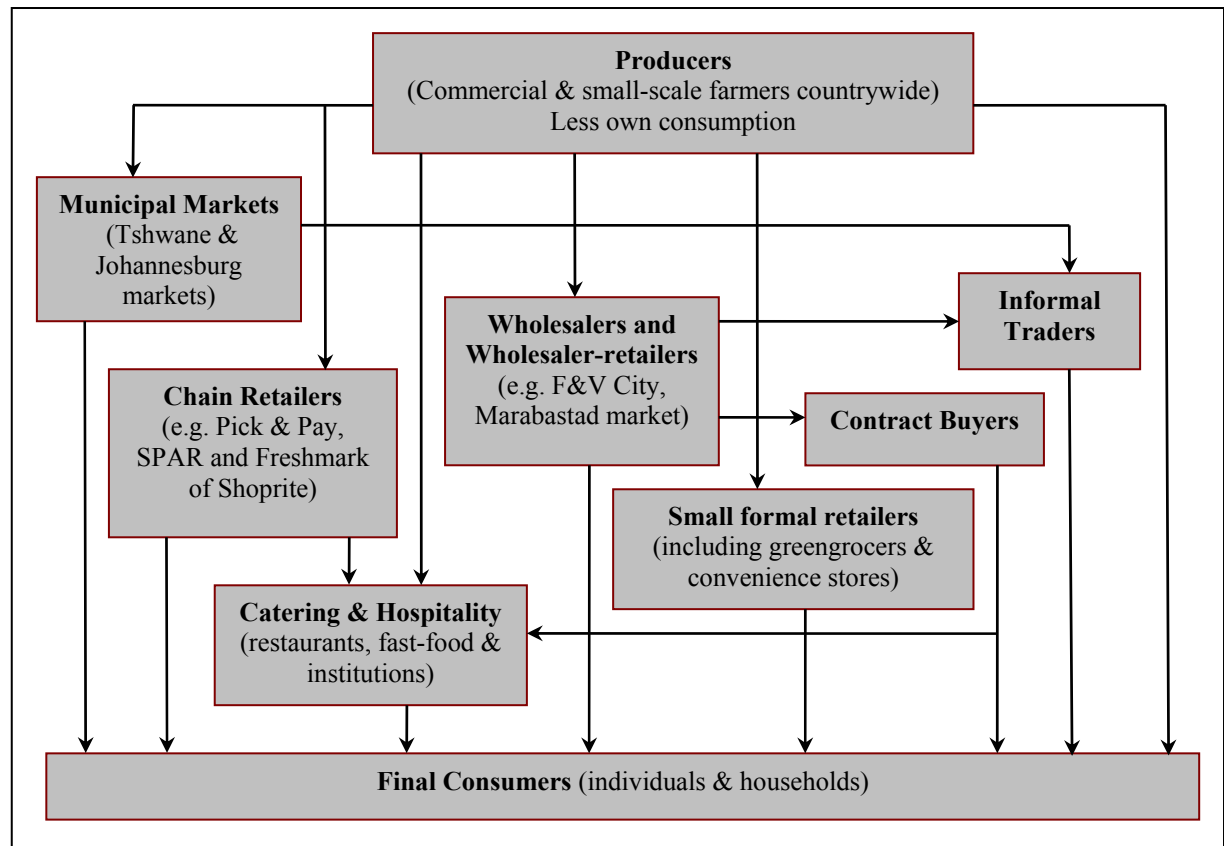 Producers
(Commercial & small-scale farmers countrywide)
Less own consumption
Municipal Markets
(Tshwane &
Johannesburg
markets)
Informal
Traders
Wholesalers and
Wholesaler-retailers
(e.g. F&V City,
Marabastad market)
Chain Retailers
(e.g. Pick & Pay,
SPAR and Freshmark
of Shoprite)
Contract Buyers
Small formal retailers
(including greengrocers &
convenience stores)
Catering & Hospitality
(restaurants, fast-food &
institutions)
Final Consumers (individuals & households)